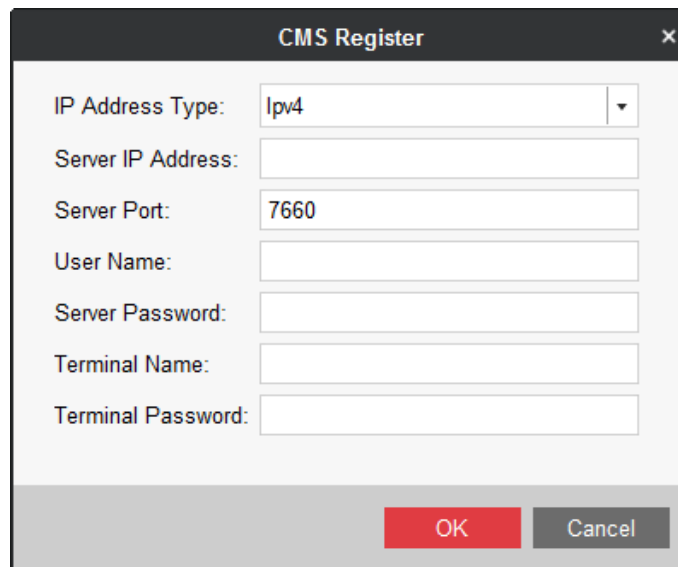 CMS Register ×
IP Address Type: Ipv4
Server IP Address:
Server Port: 7660
User Name:
Server Password:
Terminal Name:
Terminal Password:
OK Cancel